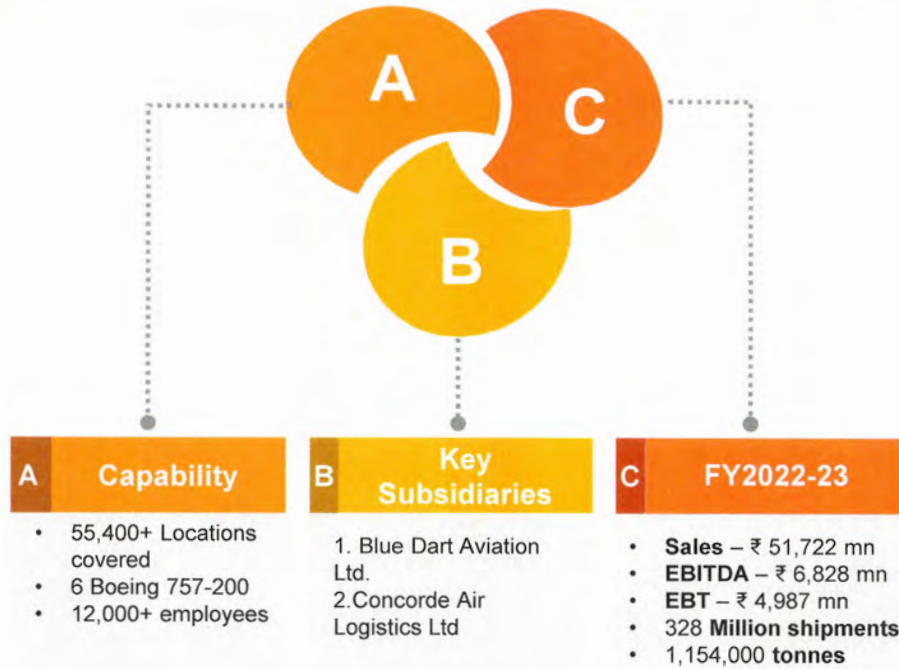 A
C
B
A Capability
• 55,400+ Locations
covered
• 6 Boeing 757-200
• 12,000+ employees
B Key
Subsidiaries
1. Blue Dart Aviation
Ltd.
2.Concorde Air
Logistics Ltd
C FY2022-23
• Sales – ₹ 51,722 mn
• EBITDA – ₹ 6,828 mn
• EBT – ₹ 4,987 mn
• 328 Million shipments
• 1,154,000 tonnes